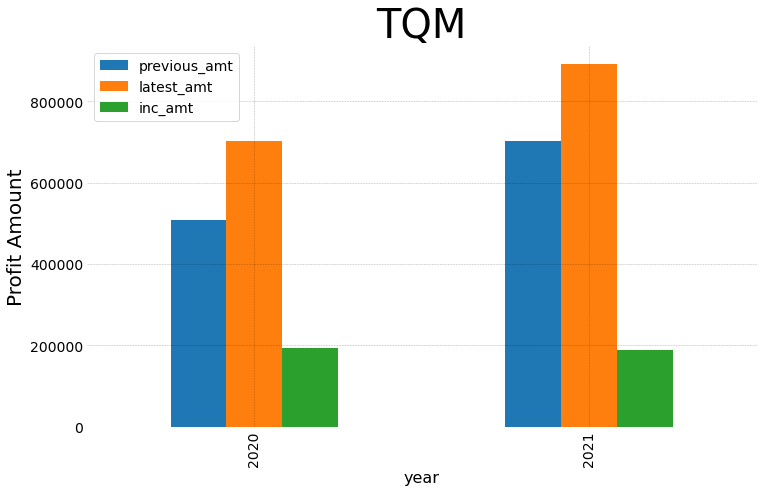 TQM
previous_amt
latest_amt
inc_amt
Profit Amount
800000
600000
400000
200000
0
2020
2021
year